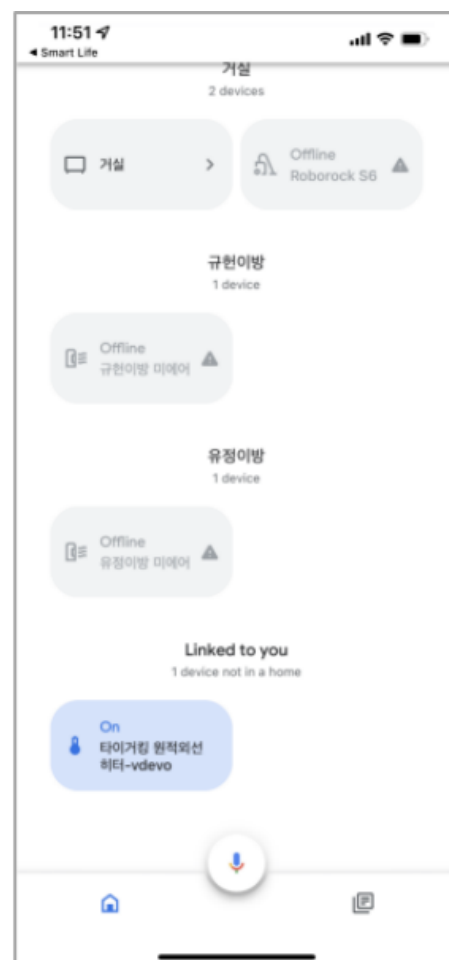 11:51
◀ Smart Life
거실
2 devices
거실
Offline
Roborock S6
규헌이방
1 device
Offline
규헌이방 미에어
유정이방
1 device
Offline
유정이방 미에어
Linked to you
1 device not in a home
On
타이거킹 원적외선
히터-vdevo